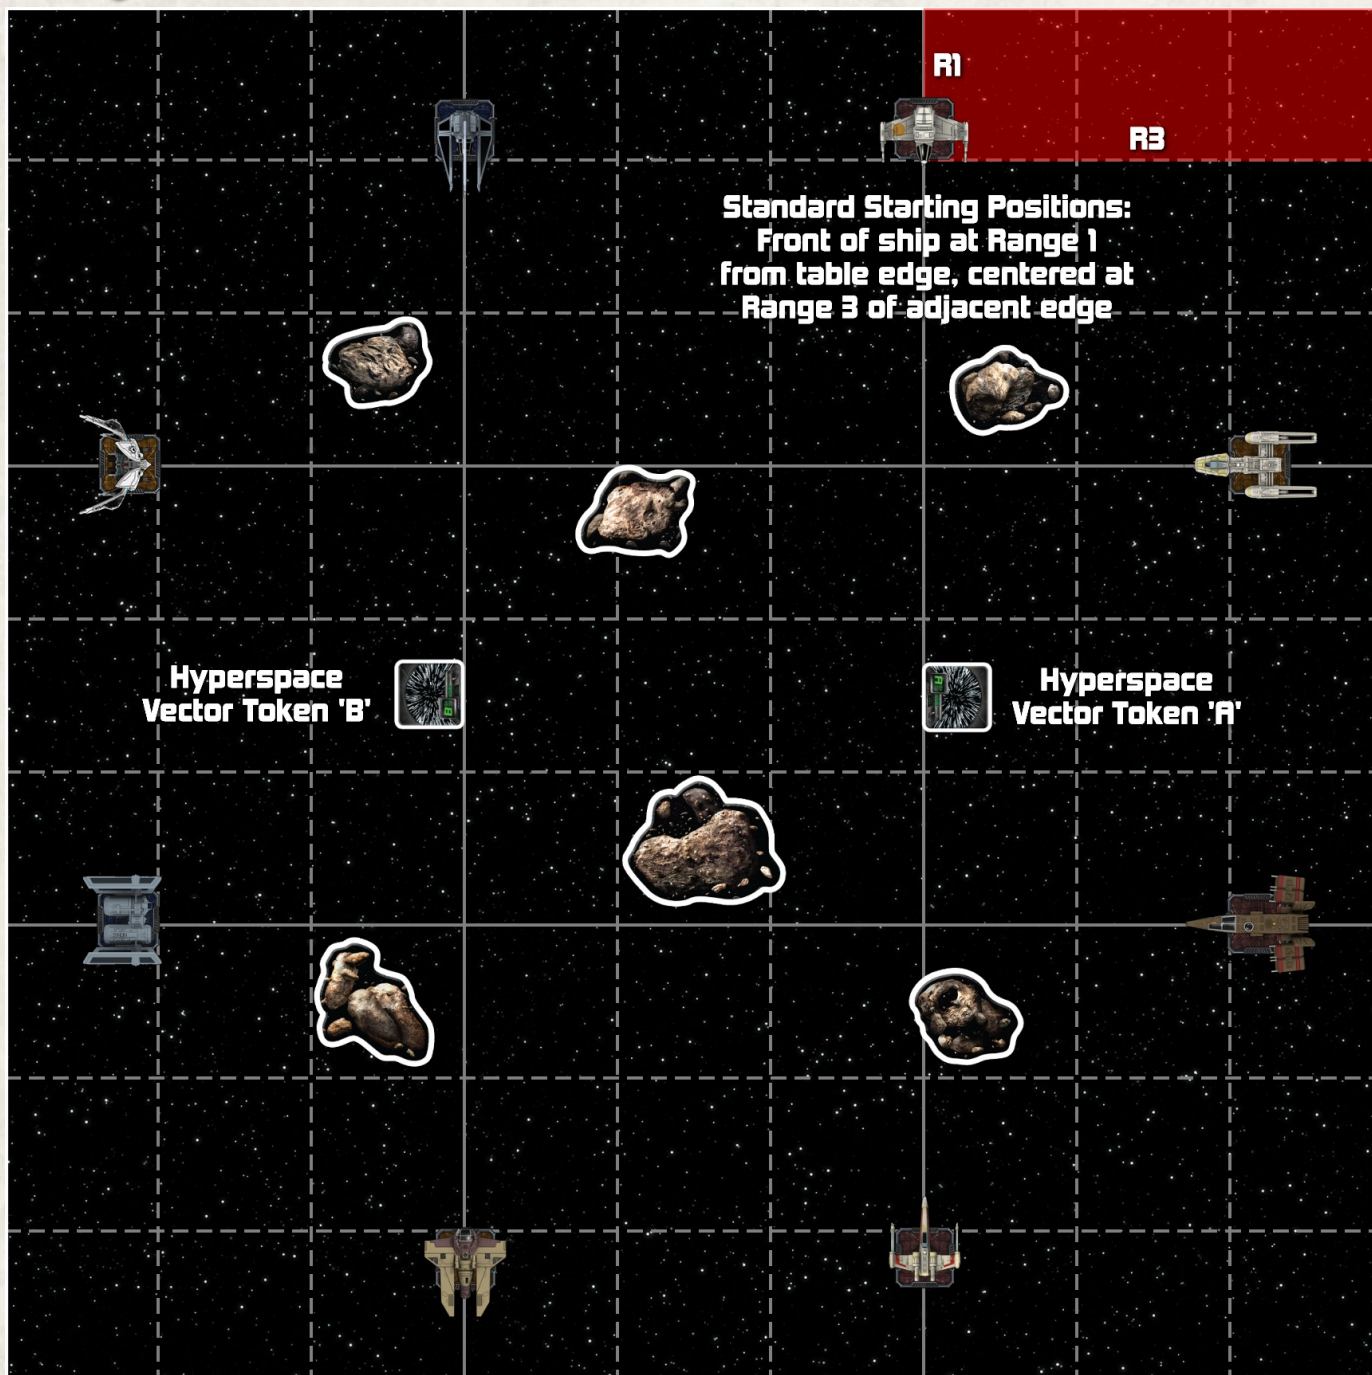 R1
R3
Standard Starting Positions:
Front of ship at Range 1
from table edge, centered at
Range 3 of adjacent edge
Hyperspace
Vector Token 'B'
B
A
Hyperspace
Vector Token 'A'